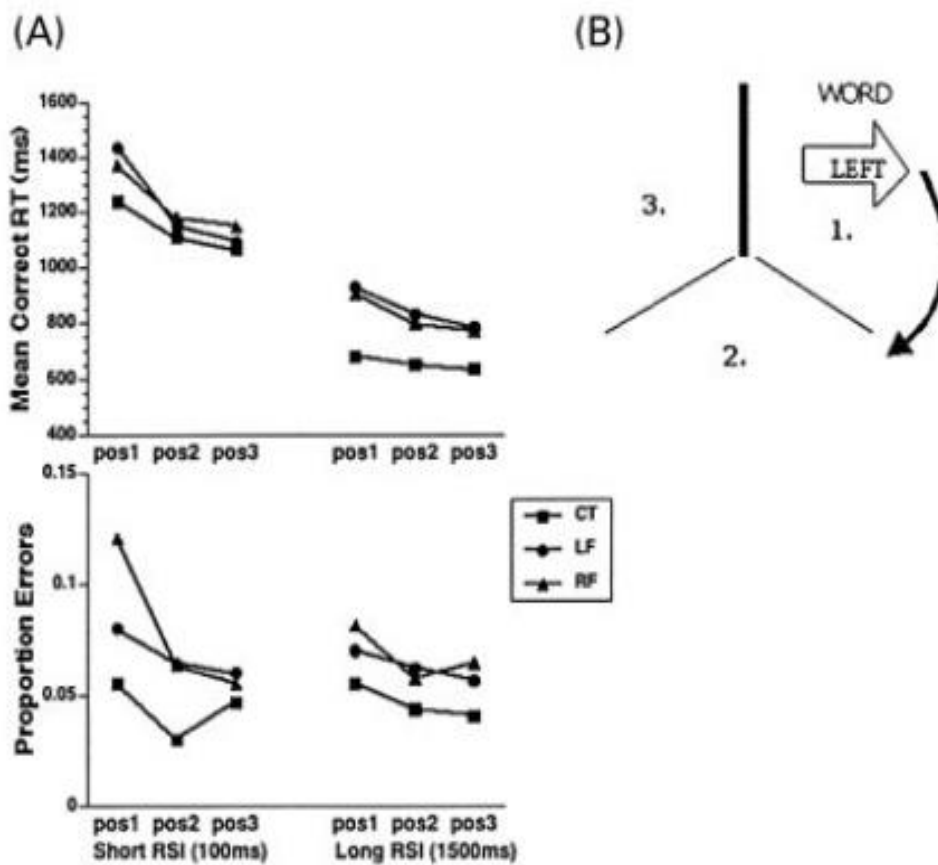 (A)
Mean Correct RT (ms)
1600
1400
1200
1000
800
600
400
pos1 pos2 pos3 pos1 pos2 pos3
Proportion Errors
0.15
0.1
0.05
0
pos1 pos2 pos3 pos1 pos2 pos3
Short RSI (100ms) Long RSI (1500ms)
CT
LF
RF
(B)
WORD
LEFT
1.
2.
3.